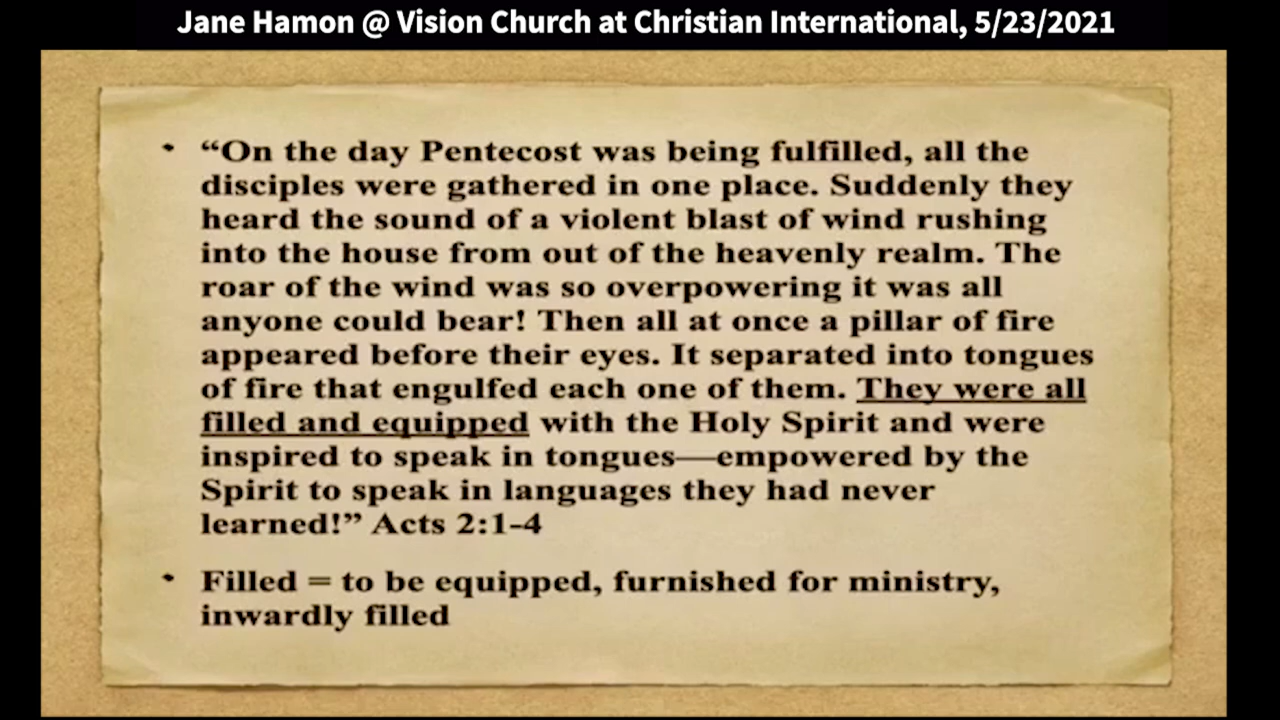 Jane Hamon @ Vision Church at Christian International, 5/23/2021
• “On the day Pentecost was being fulfilled, all the
disciples were gathered in one place. Suddenly they
heard the sound of a violent blast of wind rushing
into the house from out of the heavenly realm. The
roar of the wind was so overpowering it was all
anyone could bear! Then all at once a pillar of fire
appeared before their eyes. It separated into tongues
of fire that engulfed each one of them. They were all
filled and equipped with the Holy Spirit and were
inspired to speak in tongues—empowered by the
Spirit to speak in languages they had never
learned!” Acts 2:1-4
• Filled = to be equipped, furnished for ministry,
inwardly filled